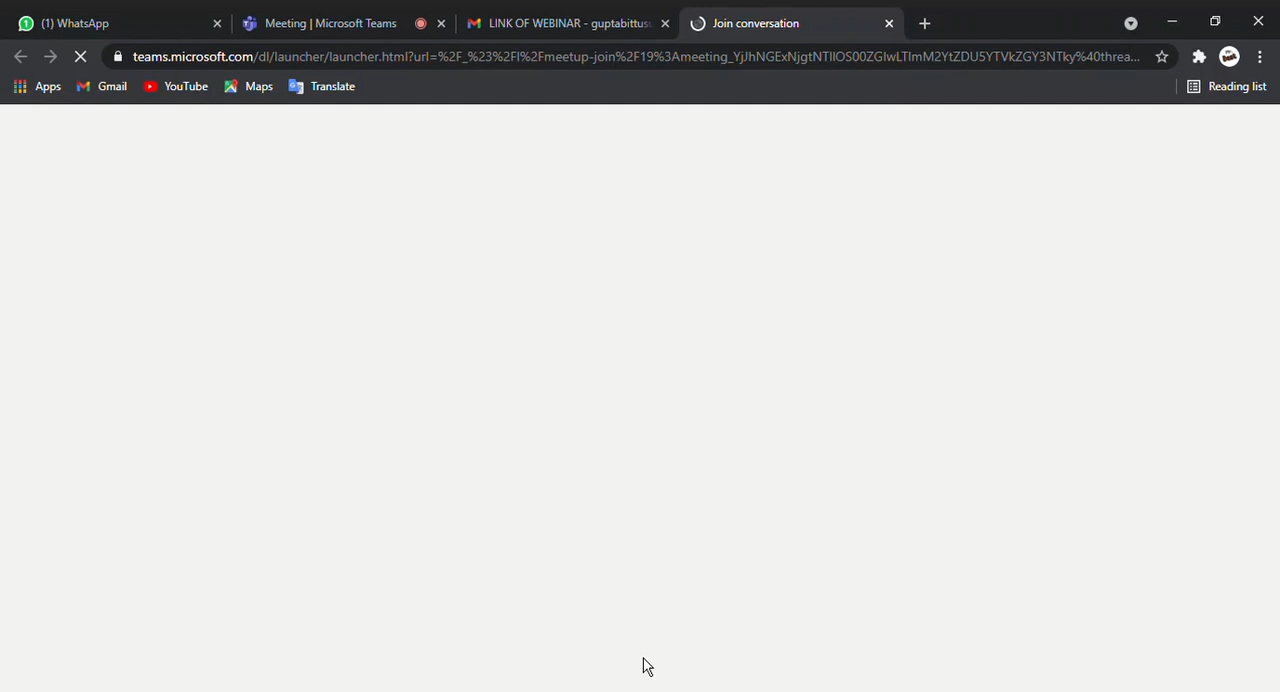 (1) WhatsApp
Meeting | Microsoft Teams
LINK OF WEBINAR - guptabittusu
Join conversation
teams.microsoft.com/dl/launcher/launcher.html?url=%2F_%23%2Fl%2Fmeetup-join%2F19%3Ameeting_YjJhNGExNjgtNTllOS00ZGIwLTlmM2YtZDU5YTVkZGY3NTky%40threa...
Apps
Gmail
YouTube
Maps
Translate
Reading list